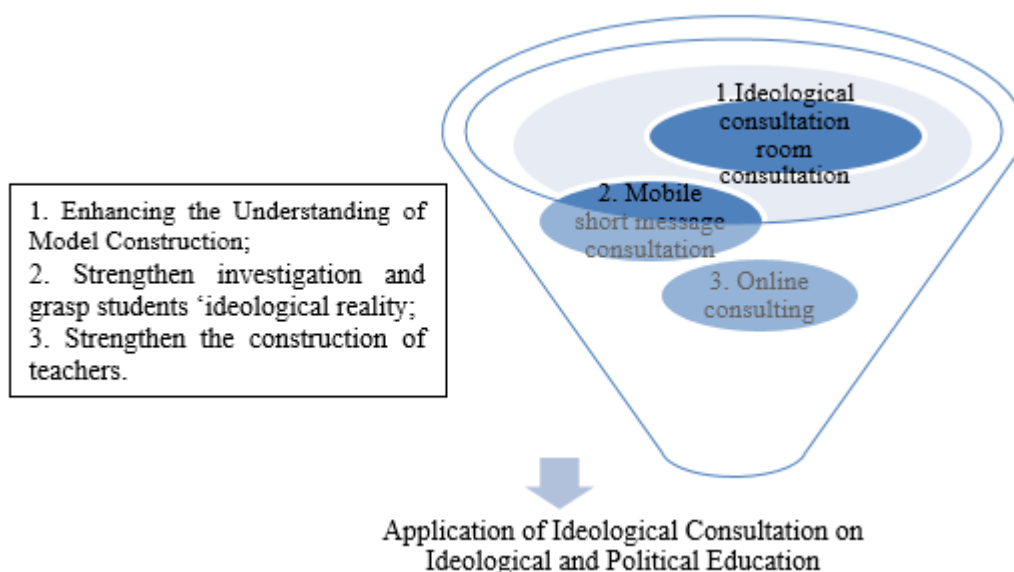 1. Enhancing the Understanding of
Model Construction;
2. Strengthen investigation and
grasp students ‘ideological reality;
3. Strengthen the construction of
teachers.
1.Ideological
consultation
room
consultation
2. Mobile
short message
consultation
3. Online
consulting
Application of Ideological Consultation on
Ideological and Political Education